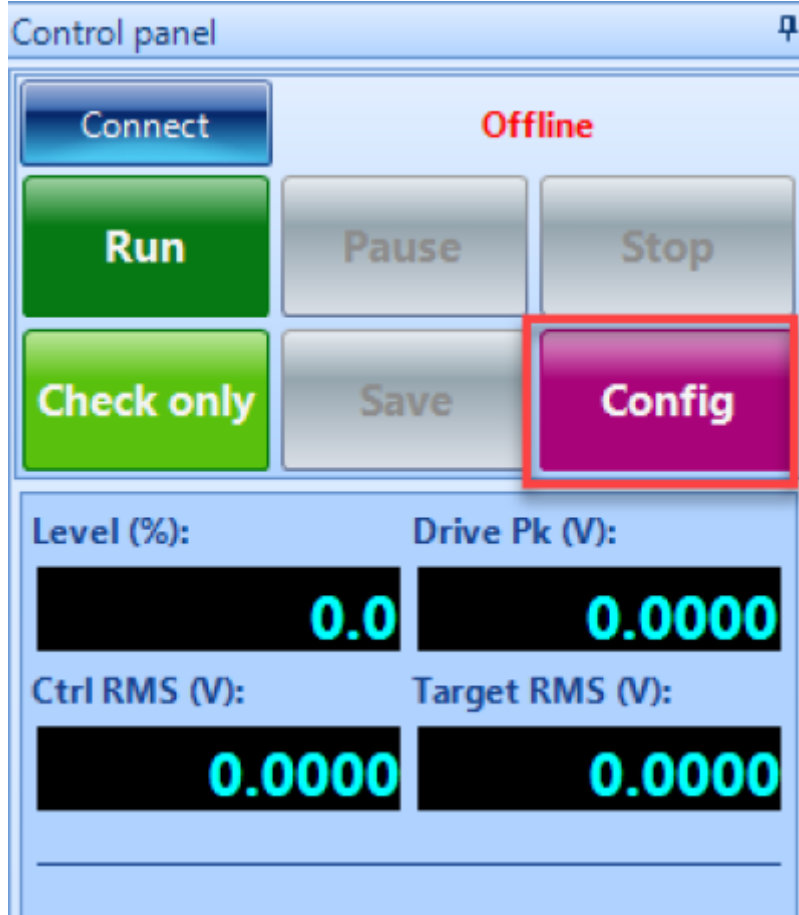 Control panel
Connect Offline
Run Pause Stop
Check only Save Config
Level (%): Drive Pk (V):
0.0 0.0000
Ctrl RMS (V): Target RMS (V):
0.0000 0.0000